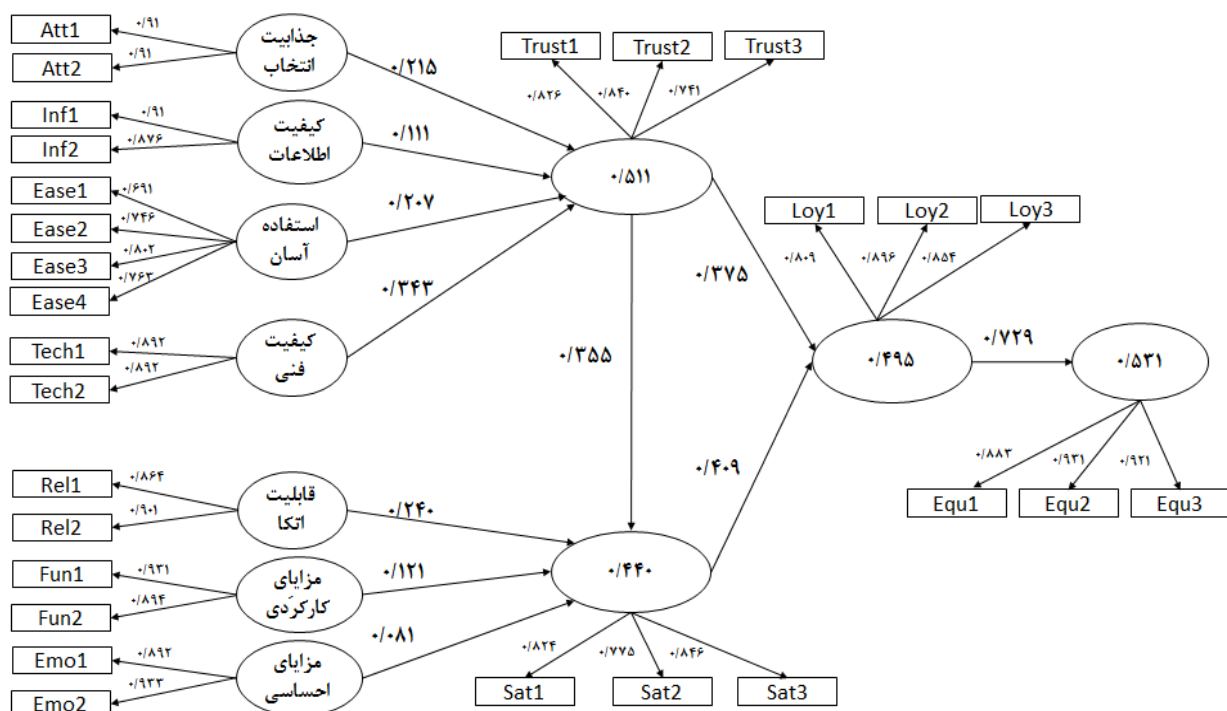 Att1
Att2
۰/۹۱
۰/۹۱
جذابیت
انتخاب
۰/۲۱۵
Inf1
Inf2
۰/۹۱
۰/۸۷۶
کیفیت
اطلاعات
۰/۱۱۱
Ease1
Ease2
Ease3
Ease4
۰/۶۹۱
۰/۷۴۶
۰/۸۰۲
۰/۷۶۳
استفاده
آسان
۰/۲۰۷
Tech1
Tech2
۰/۸۹۲
۰/۸۹۲
کیفیت
فنی
۰/۳۴۳
Trust1
Trust2
Trust3
۰/۸۲۶
۰/۸۴۰
۰/۷۴۱
۰/۵۱۱
۰/۳۵۵
۰/۳۷۵
Loy1
Loy2
Loy3
۰/۸۰۹
۰/۸۹۶
۰/۸۵۴
۰/۴۹۵
۰/۷۲۹
۰/۵۳۱
۰/۸۸۳
۰/۹۳۱
۰/۹۲۱
Equ1
Equ2
Equ3
۰/۴۰۹
Rel1
Rel2
۰/۸۶۴
۰/۹۰۱
قابلیت
اتکا
۰/۲۴۰
Fun1
Fun2
۰/۹۳۱
۰/۸۹۴
مزایای
کارکردی
۰/۱۲۱
Emo1
Emo2
۰/۸۹۲
۰/۹۳۳
مزایای
احساسی
۰/۰۸۱
۰/۴۴۰
۰/۸۲۴
۰/۷۷۵
۰/۸۴۶
Sat1
Sat2
Sat3